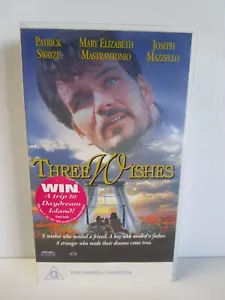 PATRICK SWAYZE
MARY ELIZABETH MASTRANTONIO
JOSEPH MAZZELLO
THREE WISHES
WIN
A trip to
Daydream
Island!
A mother who needed a friend. A boy who needed a father.
A stranger who made their dreams come true.
G
FOR GENERAL EXHIBITION